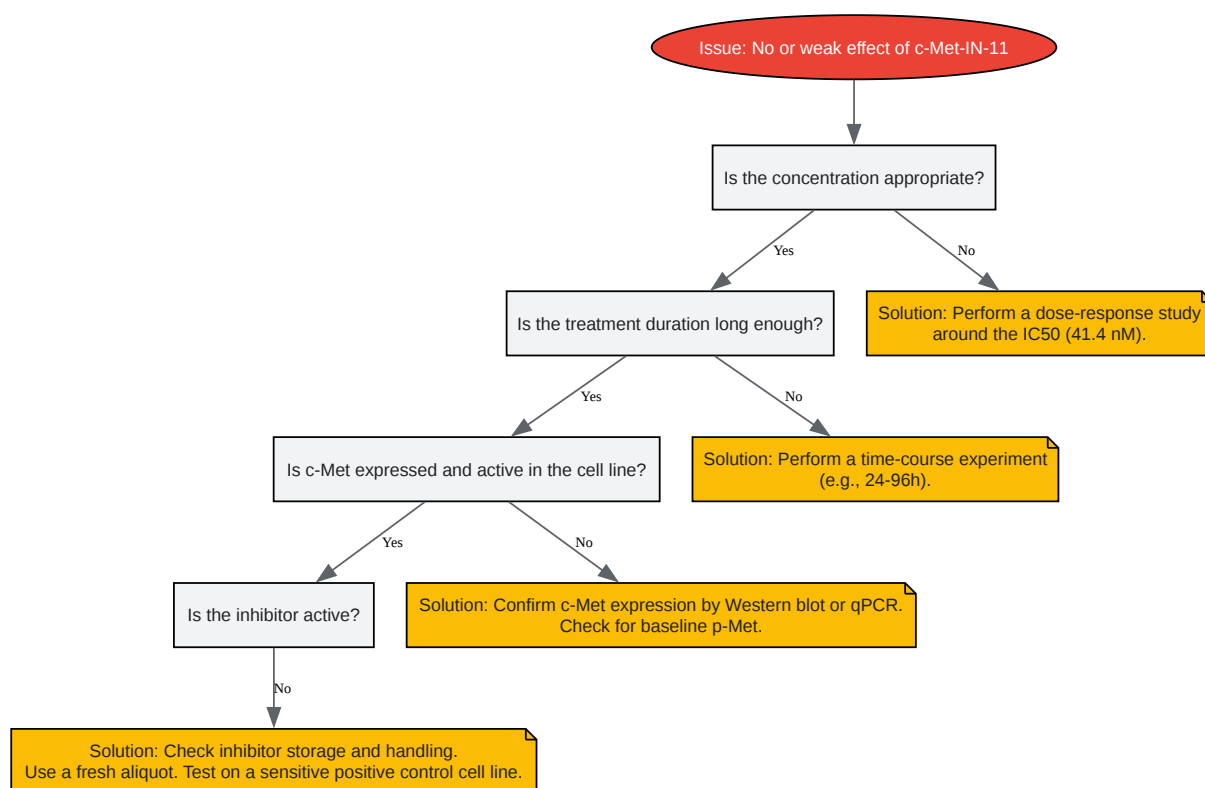 Issue: No or weak effect of c-Met-IN-11
Is the concentration appropriate?
Yes
No
Is the treatment duration long enough?
Solution: Perform a dose-response study
around the IC50 (41.4 nM).
Yes
No
Is c-Met expressed and active in the cell line?
Solution: Perform a time-course experiment
(e.g., 24-96h).
Yes
No
Is the inhibitor active?
Solution: Confirm c-Met expression by Western blot or qPCR.
Check for baseline p-Met.
No
Solution: Check inhibitor storage and handling.
Use a fresh aliquot. Test on a sensitive positive control cell line.